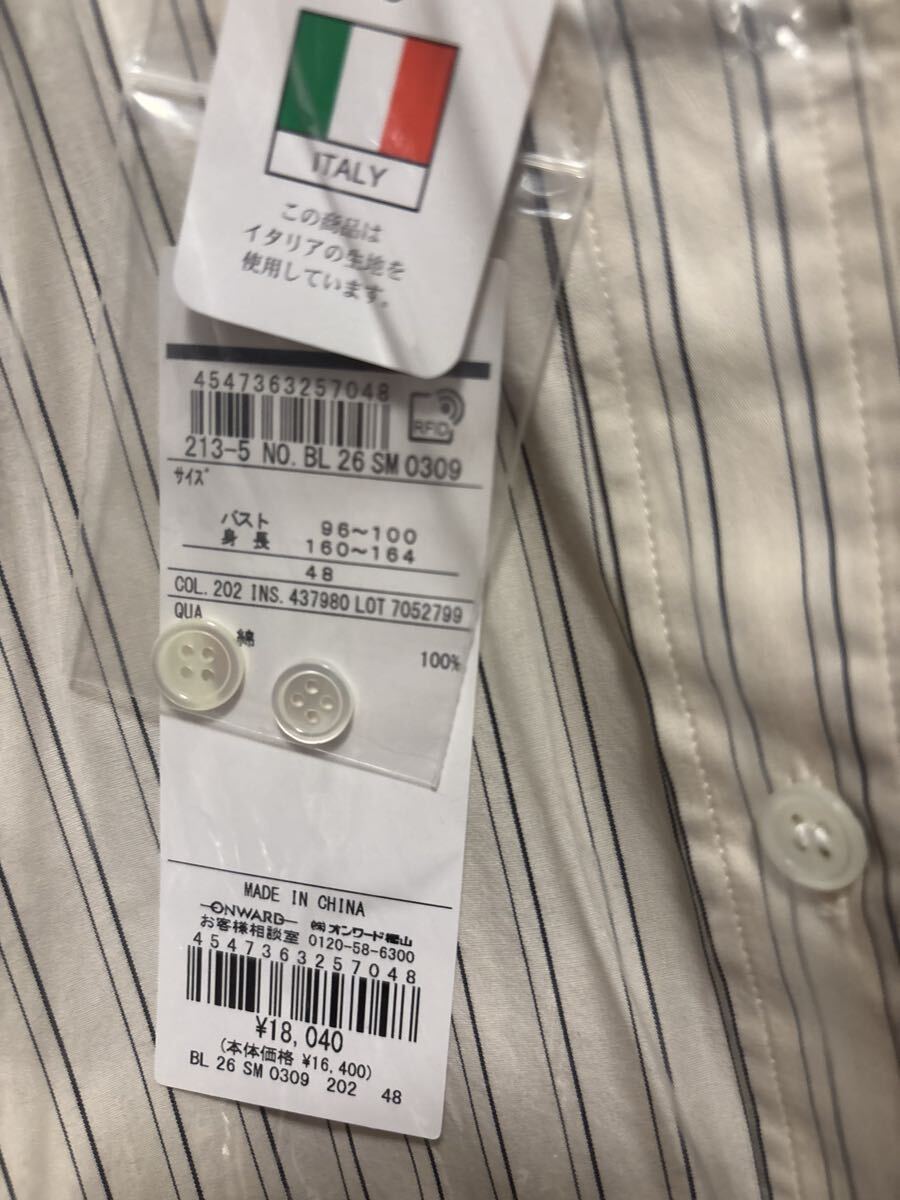 ITALY
この商品は
イタリアの生地を
使用しています。
4547363257048
RFID
213-5 NO. BL 26 SM 0309
サイズ
バスト 96〜100
身長 160〜164
48
COL. 202 INS. 437980 LOT 7052799
QUA
綿 100%
MADE IN CHINA
ONWARD ㈱オンワード樫山
お客様相談室 0120-58-6300
4547363257048
¥18,040
(本体価格 ¥16,400)
BL 26 SM 0309 202 48